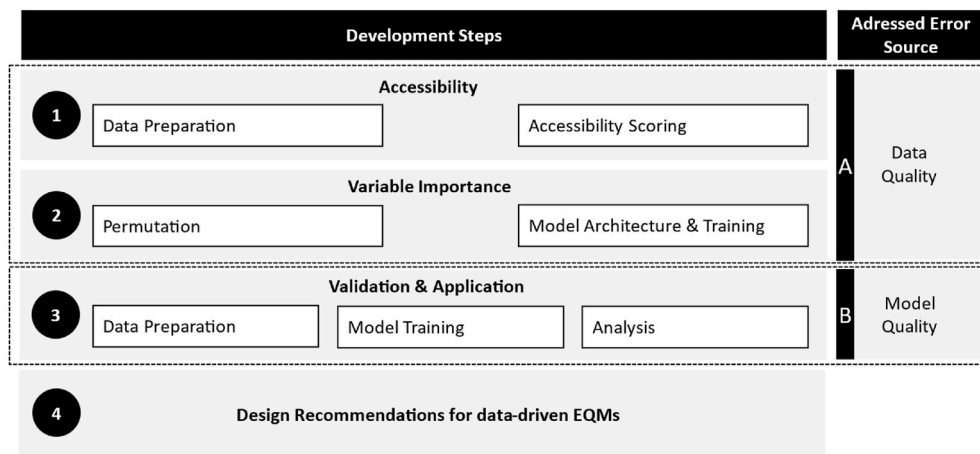 Development Steps
Adressed Error
Source
Accessibility
1
Data Preparation
Accessibility Scoring
A
Data
Quality
Variable Importance
2
Permutation
Model Architecture & Training
Validation & Application
3
Data Preparation
Model Training
Analysis
B
Model
Quality
4
Design Recommendations for data-driven EQMs